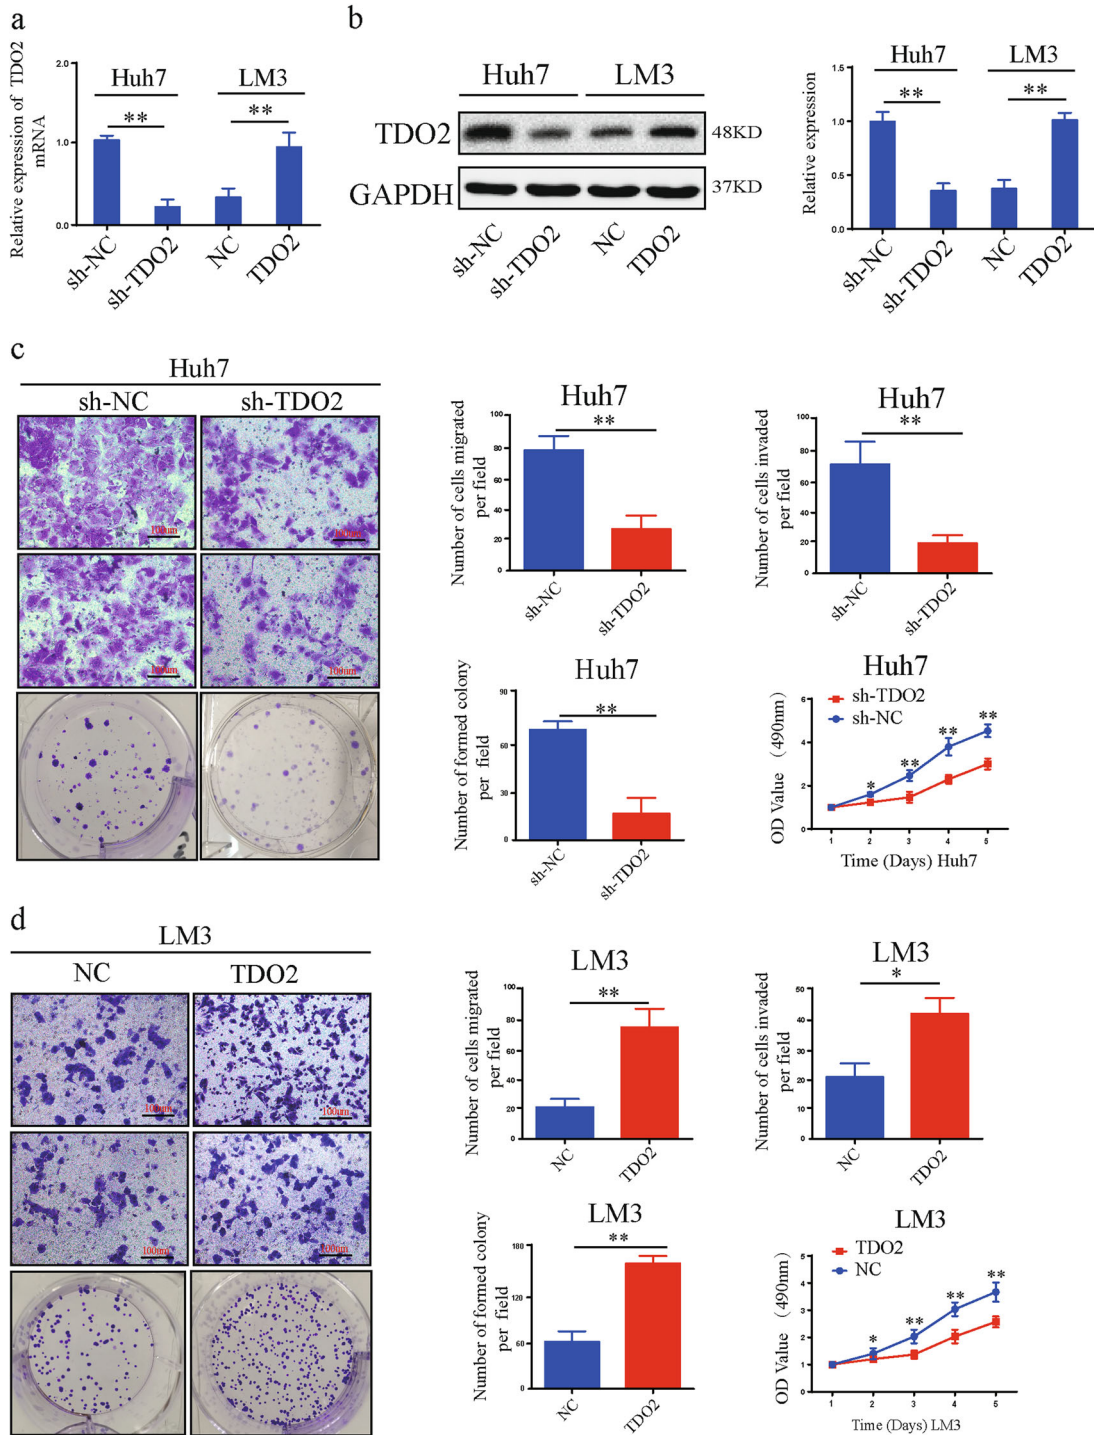 a
Relative expression of TDO2
mRNA
2.0
1.0
0.0
Huh7
LM3
**
**
sh-NC
sh-TDO2
NC
TDO2
b
Huh7
LM3
TDO2
48KD
GAPDH
37KD
sh-NC
sh-TDO2
NC
TDO2
Relative expression
1.5
1.0
0.5
0.0
Huh7
LM3
**
**
sh-NC
sh-TDO2
NC
TDO2
c
Huh7
sh-NC
sh-TDO2
100um
100um
100um
100um
Huh7
Number of cells migrated
per field
100
80
60
40
20
0
**
sh-NC
sh-TDO2
Huh7
Number of cells invaded
per field
100
80
60
40
20
0
**
sh-NC
sh-TDO2
Huh7
Number of formed colony
per field
90
60
30
0
**
sh-NC
sh-TDO2
Huh7
sh-TDO2
sh-NC
OD Value （490nm）
6
4
2
0
*
**
**
**
1 2 3 4 5
Time (Days) Huh7
d
LM3
NC
TDO2
100um
100um
100um
100um
LM3
Number of cells migrated
per field
100
80
60
40
20
0
**
NC
TDO2
LM3
Number of cells invaded
per field
50
40
30
20
10
0
*
NC
TDO2
LM3
Number of formed colony
per field
180
120
60
0
**
NC
TDO2
LM3
TDO2
NC
OD Value （490nm）
5
4
3
2
1
0
*
**
**
**
1 2 3 4 5
Time (Days) LM3